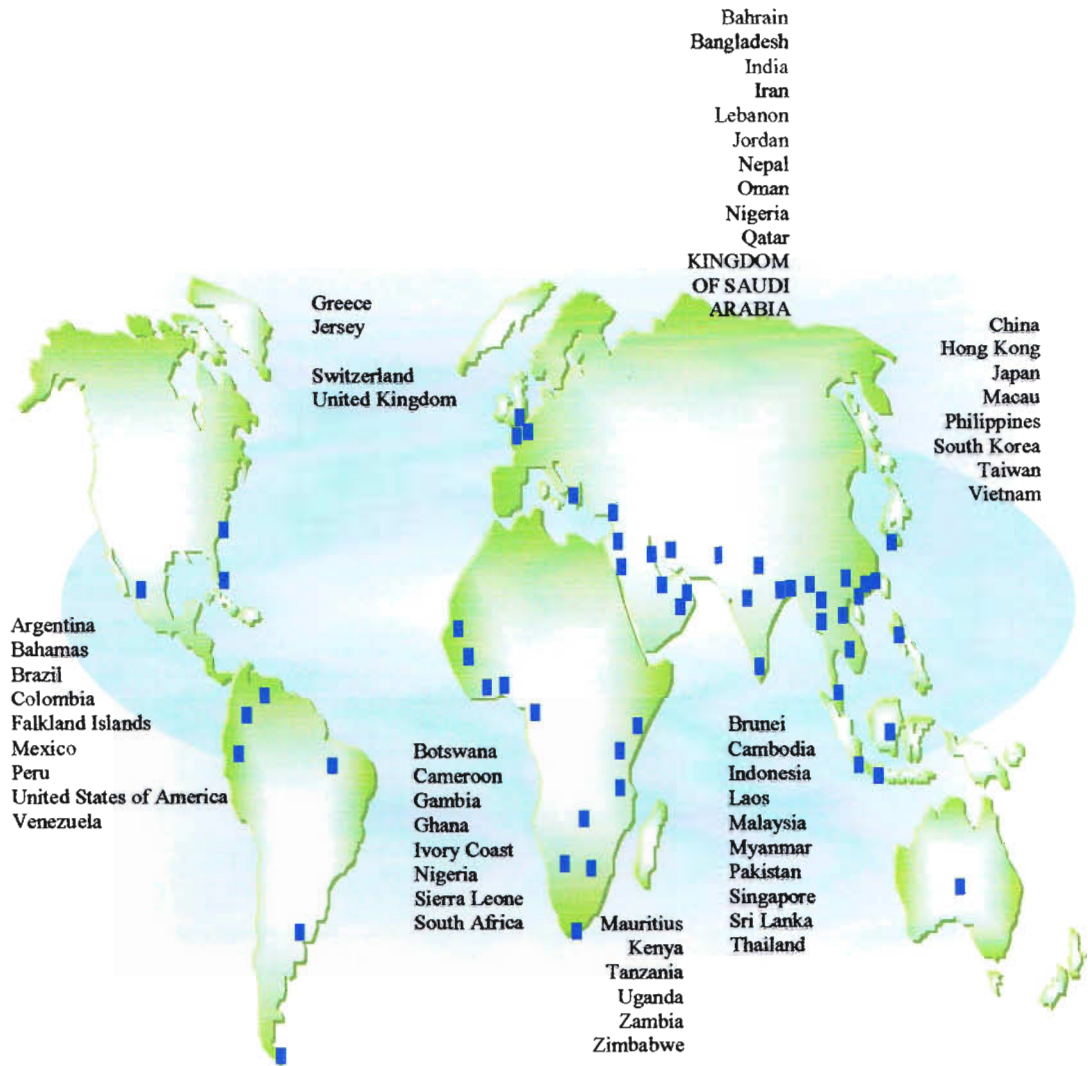 Bahrain
Bangladesh
India
Iran
Lebanon
Jordan
Nepal
Oman
Nigeria
Qatar
KINGDOM
OF SAUDI
ARABIA
Greece
Jersey
Switzerland
United Kingdom
China
Hong Kong
Japan
Macau
Philippines
South Korea
Taiwan
Vietnam
Argentina
Bahamas
Brazil
Colombia
Falkland Islands
Mexico
Peru
United States of America
Venezuela
Botswana
Cameroon
Gambia
Ghana
Ivory Coast
Nigeria
Sierra Leone
South Africa
Mauritius
Kenya
Tanzania
Uganda
Zambia
Zimbabwe
Brunei
Cambodia
Indonesia
Laos
Malaysia
Myanmar
Pakistan
Singapore
Sri Lanka
Thailand